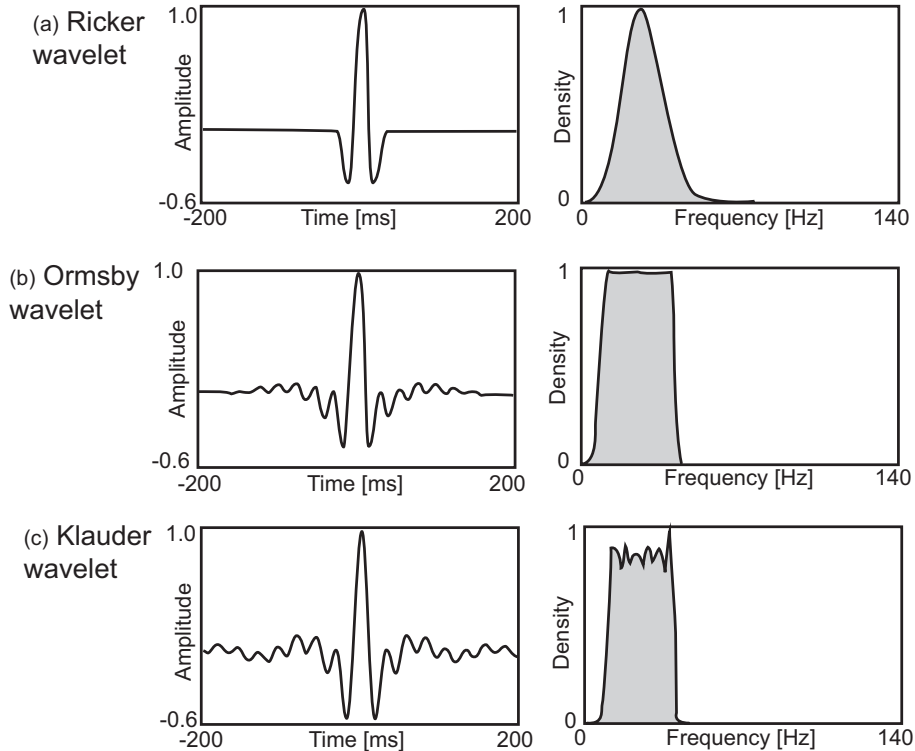 (a) Ricker
wavelet
1.0
Amplitude
-0.6
-200
Time [ms]
200
1
Density
0
0
Frequency [Hz]
140
(b) Ormsby
wavelet
1.0
Amplitude
-0.6
-200
Time [ms]
200
1
Density
0
0
Frequency [Hz]
140
(c) Klauder
wavelet
1.0
Amplitude
-0.6
-200
Time [ms]
200
1
Density
0
0
Frequency [Hz]
140